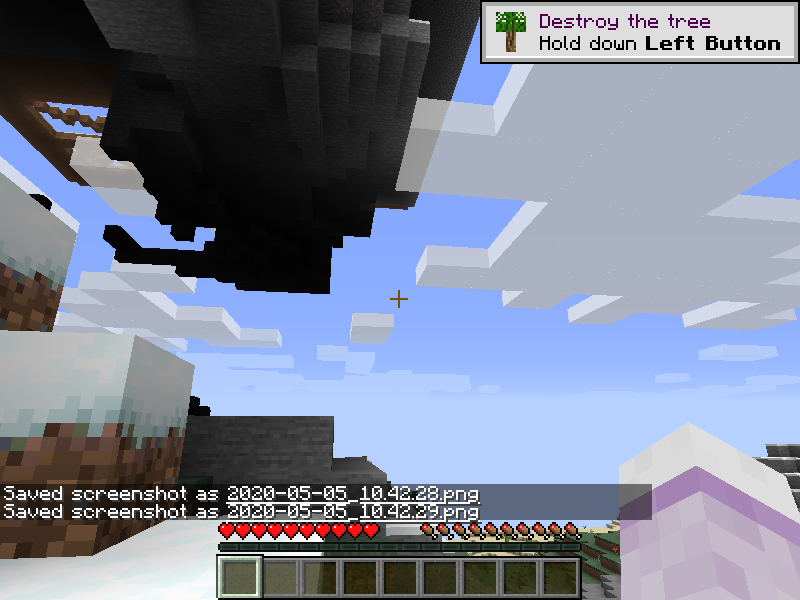 Destroy the tree
Hold down Left Button
Saved screenshot as 2020-05-05_10.42.28.png
Saved screenshot as 2020-05-05_10.42.29.png